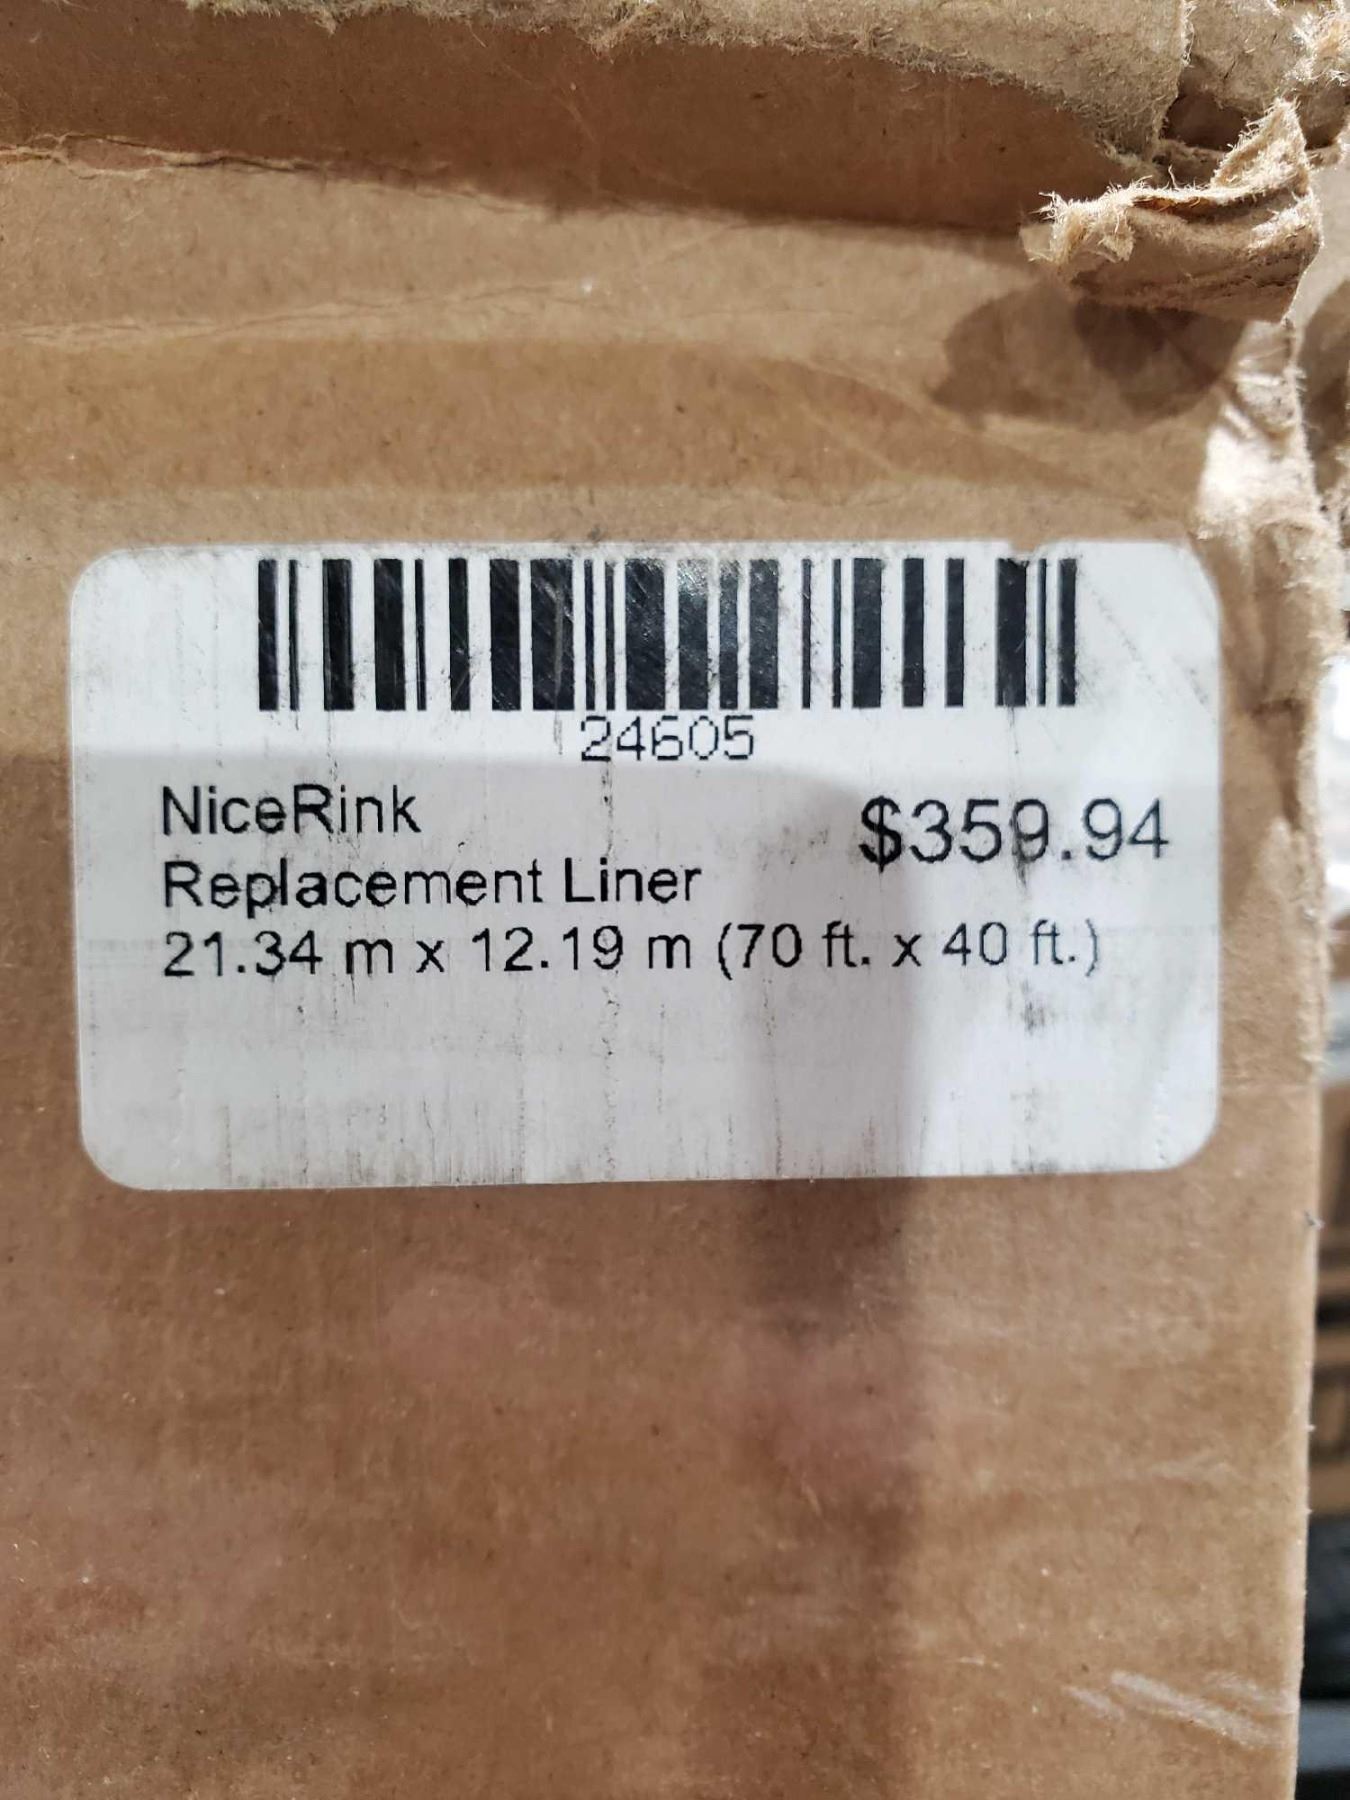 24605
NiceRink
$359.94
Replacement Liner
21.34 m x 12.19 m (70 ft. x 40 ft.)